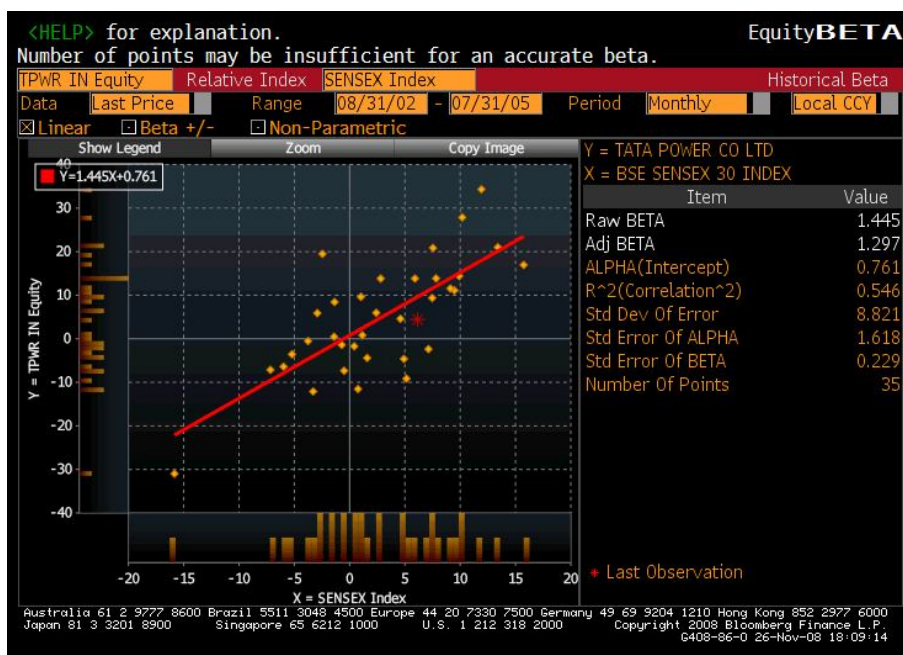 <HELP> for explanation. EquityBETA
Number of points may be insufficient for an accurate beta.
TPWR IN Equity Relative Index SENSEX Index Historical Beta
Data Last Price Range 08/31/02 - 07/31/05 Period Monthly Local CCY
Linear Beta +/- Non-Parametric
Show Legend Zoom Copy Image
Y = TATA POWER CO LTD
X = BSE SENSEX 30 INDEX
Item Value
Raw BETA 1.445
Adj BETA 1.297
ALPHA(Intercept) 0.761
R^2(Correlation^2) 0.546
Std Dev Of Error 8.821
Std Error Of ALPHA 1.618
Std Error Of BETA 0.229
Number Of Points 35
* Last Observation
Y=1.445X+0.761
40
30
20
10
0
-10
-20
-30
-40
Y = TPWR IN Equity
-20 -15 -10 -5 0 5 10 15 20
X = SENSEX Index
Australia 61 2 9777 8600 Brazil 5511 3048 4500 Europe 44 20 7330 7500 Germany 49 69 9204 1210 Hong Kong 852 2977 6000
Japan 81 3 3201 8900 Singapore 65 6212 1000 U.S. 1 212 318 2000 Copyright 2008 Bloomberg Finance L.P.
G408-86-0 26-Nov-08 18:09:14